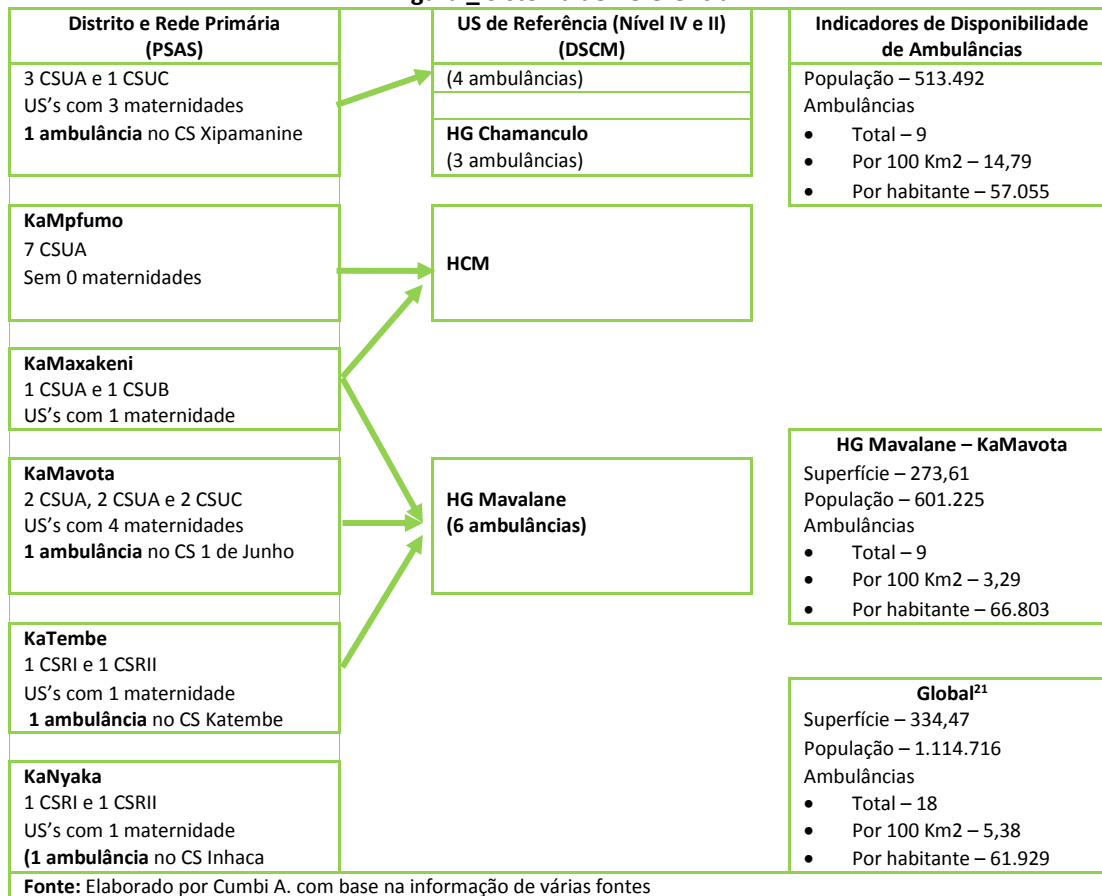 Distrito e Rede Primária
(PSAS)
3 CSUA e 1 CSUC
US's com 3 maternidades
1 ambulância no CS Xipamanine
KaMpfumo
7 CSUA
Sem 0 maternidades
KaMaxakeni
1 CSUA e 1 CSUB
US's com 1 maternidade
KaMavota
2 CSUA, 2 CSUA e 2 CSUC
US's com 4 maternidades
1 ambulância no CS 1 de Junho
KaTembe
1 CSRI e 1 CSRII
US's com 1 maternidade
1 ambulância no CS Katembe
KaNyaka
1 CSRI e 1 CSRII
US's com 1 maternidade
(1 ambulância no CS Inhaca
US de Referência (Nível IV e II)
(DSCM)
(4 ambulâncias)
HG Chamanculo
(3 ambulâncias)
HCM
HG Mavalane
(6 ambulâncias)
Indicadores de Disponibilidade
de Ambulâncias
População – 513.492
Ambulâncias
• Total – 9
• Por 100 Km2 – 14,79
• Por habitante – 57.055
HG Mavalane – KaMavota
Superfície – 273,61
População – 601.225
Ambulâncias
• Total – 9
• Por 100 Km2 – 3,29
• Por habitante – 66.803
Global21
Superfície – 334,47
População – 1.114.716
Ambulâncias
• Total – 18
• Por 100 Km2 – 5,38
• Por habitante – 61.929
Fonte: Elaborado por Cumbi A. com base na informação de várias fontes